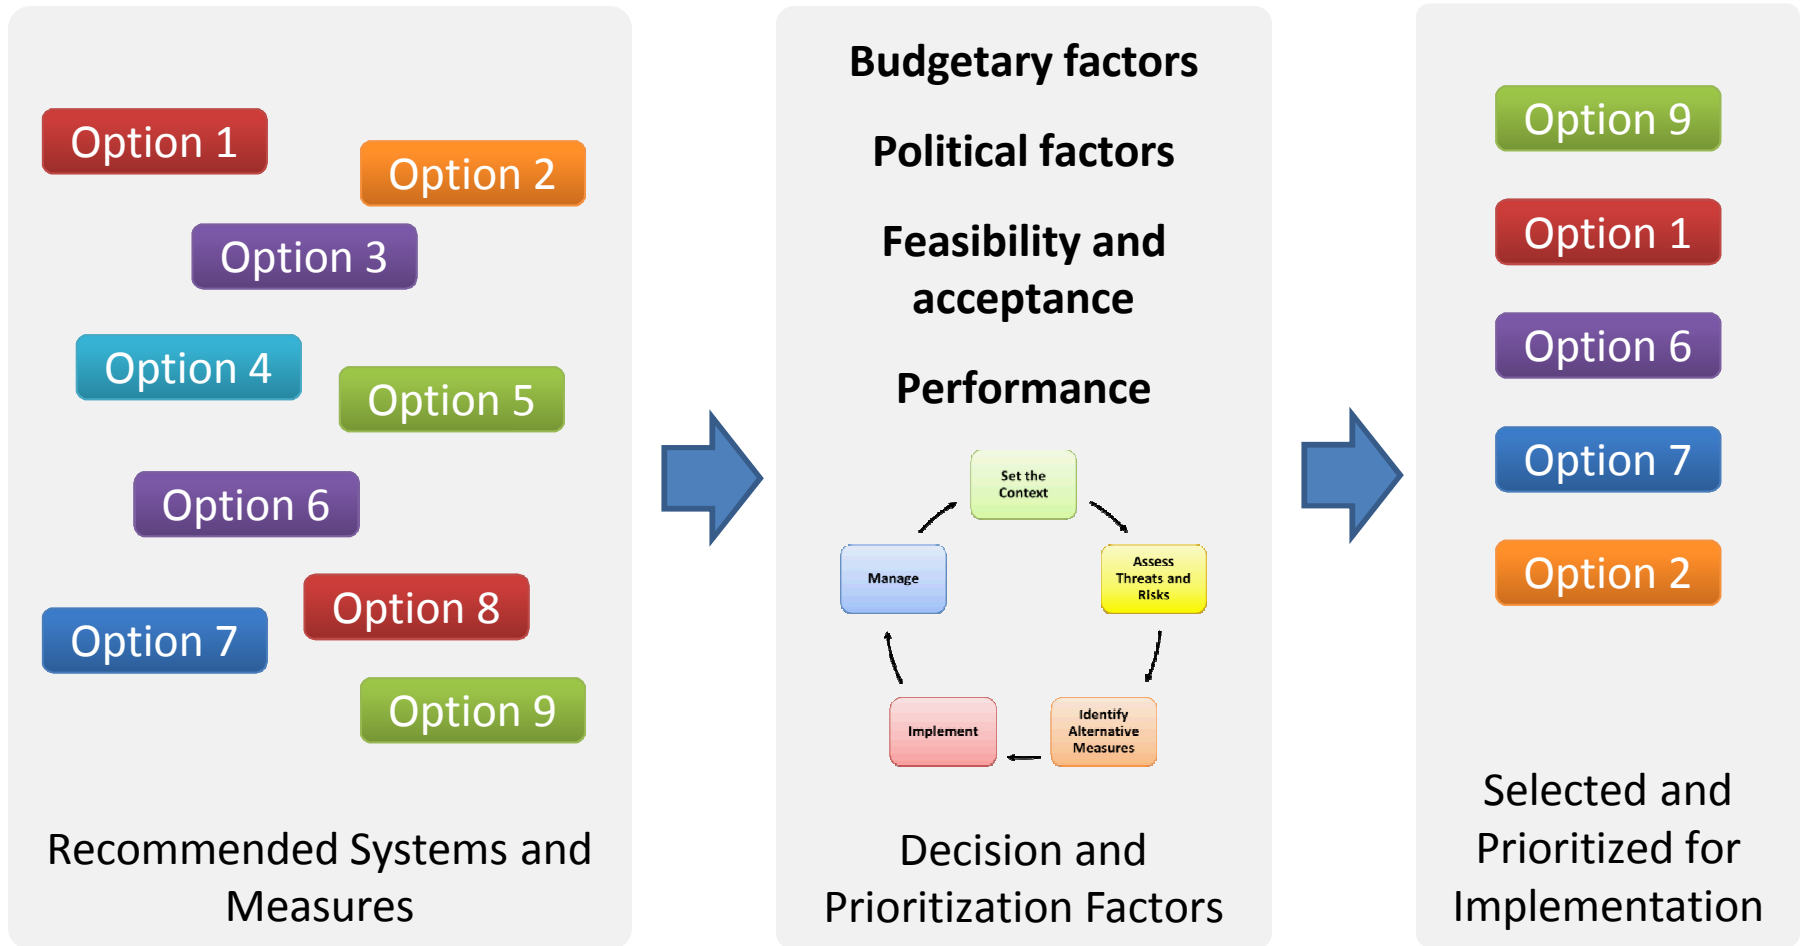 Option 1
Option 2
Option 3
Option 4
Option 5
Option 6
Option 8
Option 7
Option 9
Recommended Systems and
Measures
Budgetary factors
Political factors
Feasibility and
acceptance
Performance
Set the
Context
Assess
Threats and
Risks
Identify
Alternative
Measures
Implement
Manage
Decision and
Prioritization Factors
Option 9
Option 1
Option 6
Option 7
Option 2
Selected and
Prioritized for
Implementation